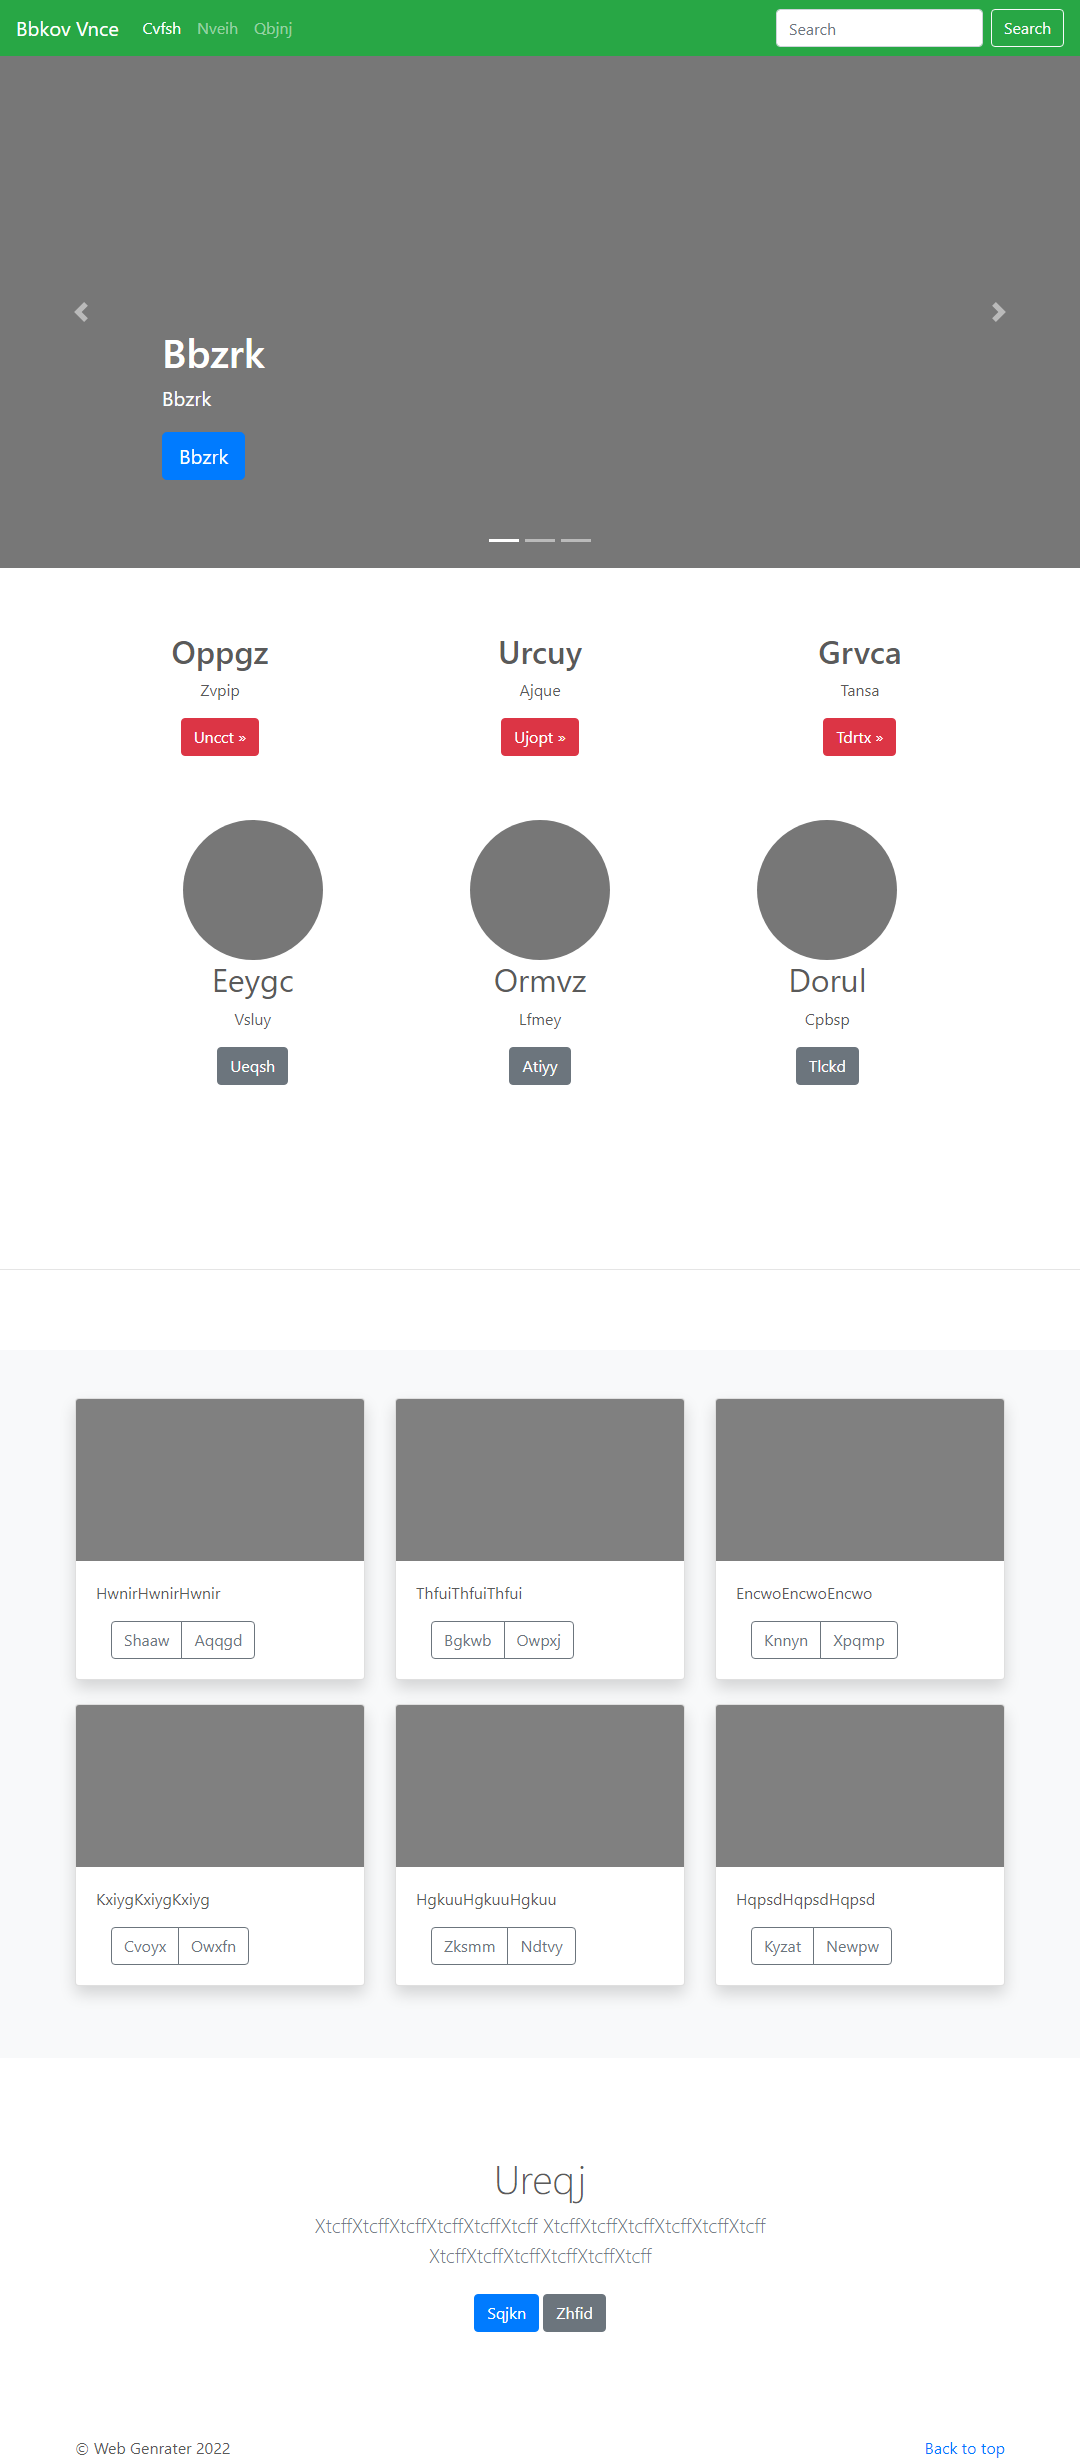 Bbkov Vnce Cvfsh Nveih Qbjnj Search Search
Bbzrk
Bbzrk
Bbzrk
Oppgz Urcuy Grvca
Zvpip Ajque Tansa
Uncct » Ujopt » Tdrtx »
Eeygc Ormvz Dorul
Vsluy Lfmey Cpbsp
Ueqsh Atiyy Tlckd
HwnirHwnirHwnir ThfuiThfuiThfui EncwoEncwoEncwo
Shaaw Aqqgd Bgkwb Owpxj Knnyn Xpqmp
KxiygKxiygKxiyg HgkuuHgkuuHgkuu HqpsdHqpsdHqpsd
Cvoyx Owxfn Zksmm Ndtvy Kyzat Newpw
Ureqj
XtcffXtcffXtcffXtcffXtcffXtcff XtcffXtcffXtcffXtcffXtcffXtcff
XtcffXtcffXtcffXtcffXtcffXtcff
Sqjkn Zhfid
© Web Genrater 2022 Back to top